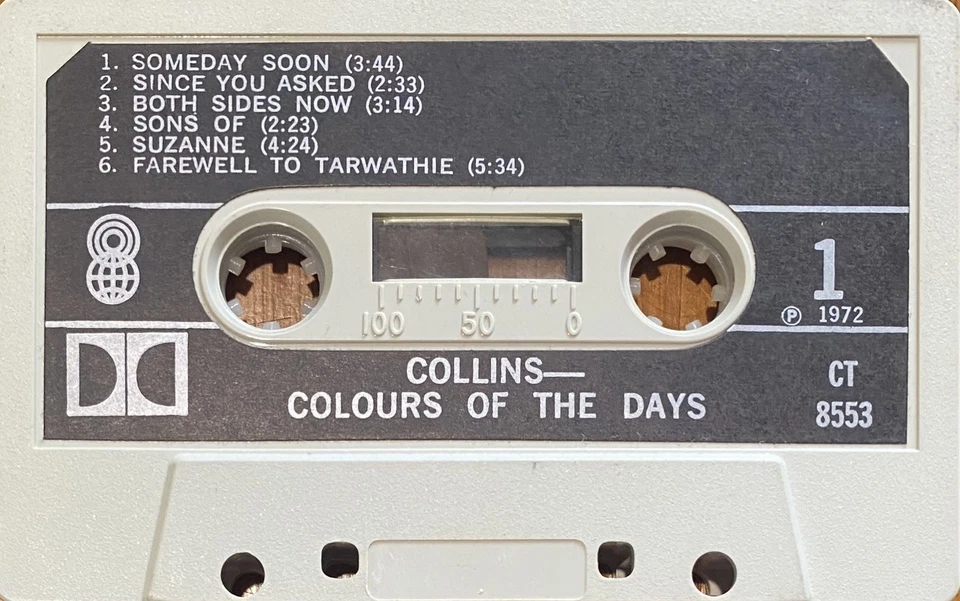 1. SOMEDAY SOON (3:44)
2. SINCE YOU ASKED (2:33)
3. BOTH SIDES NOW (3:14)
4. SONS OF (2:23)
5. SUZANNE (4:24)
6. FAREWELL TO TARWATHIE (5:34)
1
℗ 1972
100 50 0
COLLINS—
COLOURS OF THE DAYS
CT
8553